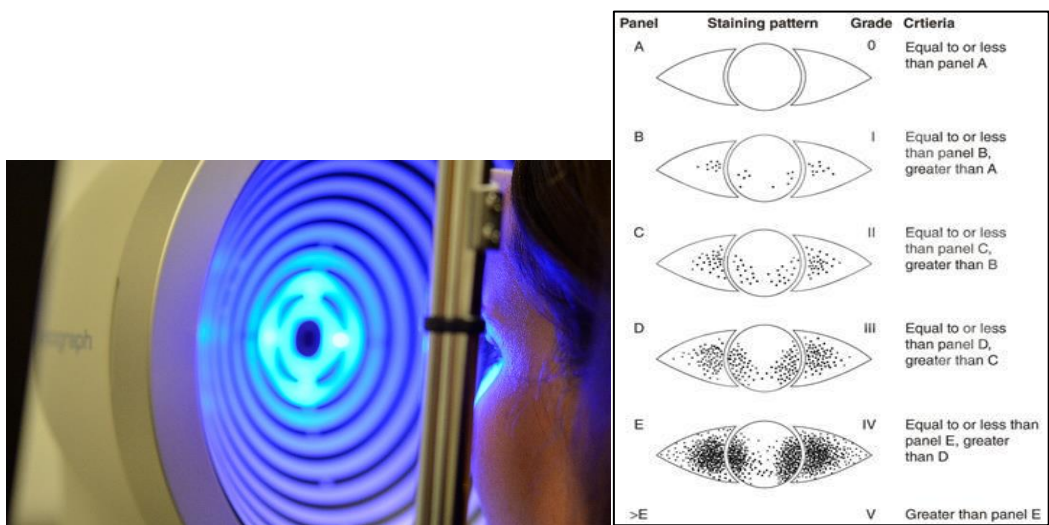 Panel Staining pattern Grade Crtieria
A 0 Equal to or less
than panel A
B I Equal to or less
than panel B,
greater than A
C II Equal to or less
than panel C,
greater than B
D iii Equal to or less
than panel D,
greater than C
E IV Equal to or less than
panel E, greater
than D
>E V Greater than panel E